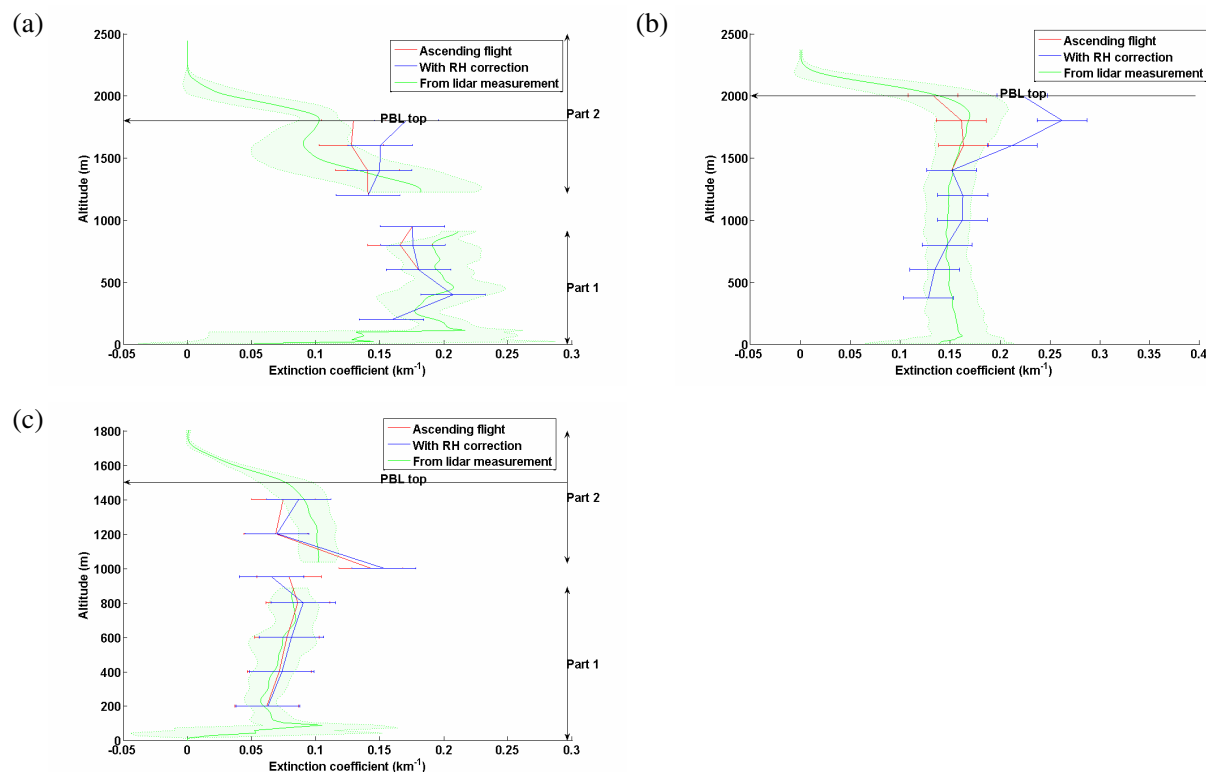 (a)
2500
2000
1500
1000
500
0
-0.05 0 0.05 0.1 0.15 0.2 0.25 0.3
Altitude (m)
Extinction coefficient (km-1)
Ascending flight
With RH correction
From lidar measurement
PBL top
Part 2
Part 1
(b)
2500
2000
1500
1000
500
0
-0.05 0 0.05 0.1 0.15 0.2 0.25 0.3 0.35 0.4
Altitude (m)
Extinction coefficient (km-1)
Ascending flight
With RH correction
From lidar measurement
PBL top
(c)
1800
1600
1400
1200
1000
800
600
400
200
0
-0.05 0 0.05 0.1 0.15 0.2 0.25 0.3
Altitude (m)
Extinction coefficient (km-1)
Ascending flight
With RH correction
From lidar measurement
PBL top
Part 2
Part 1